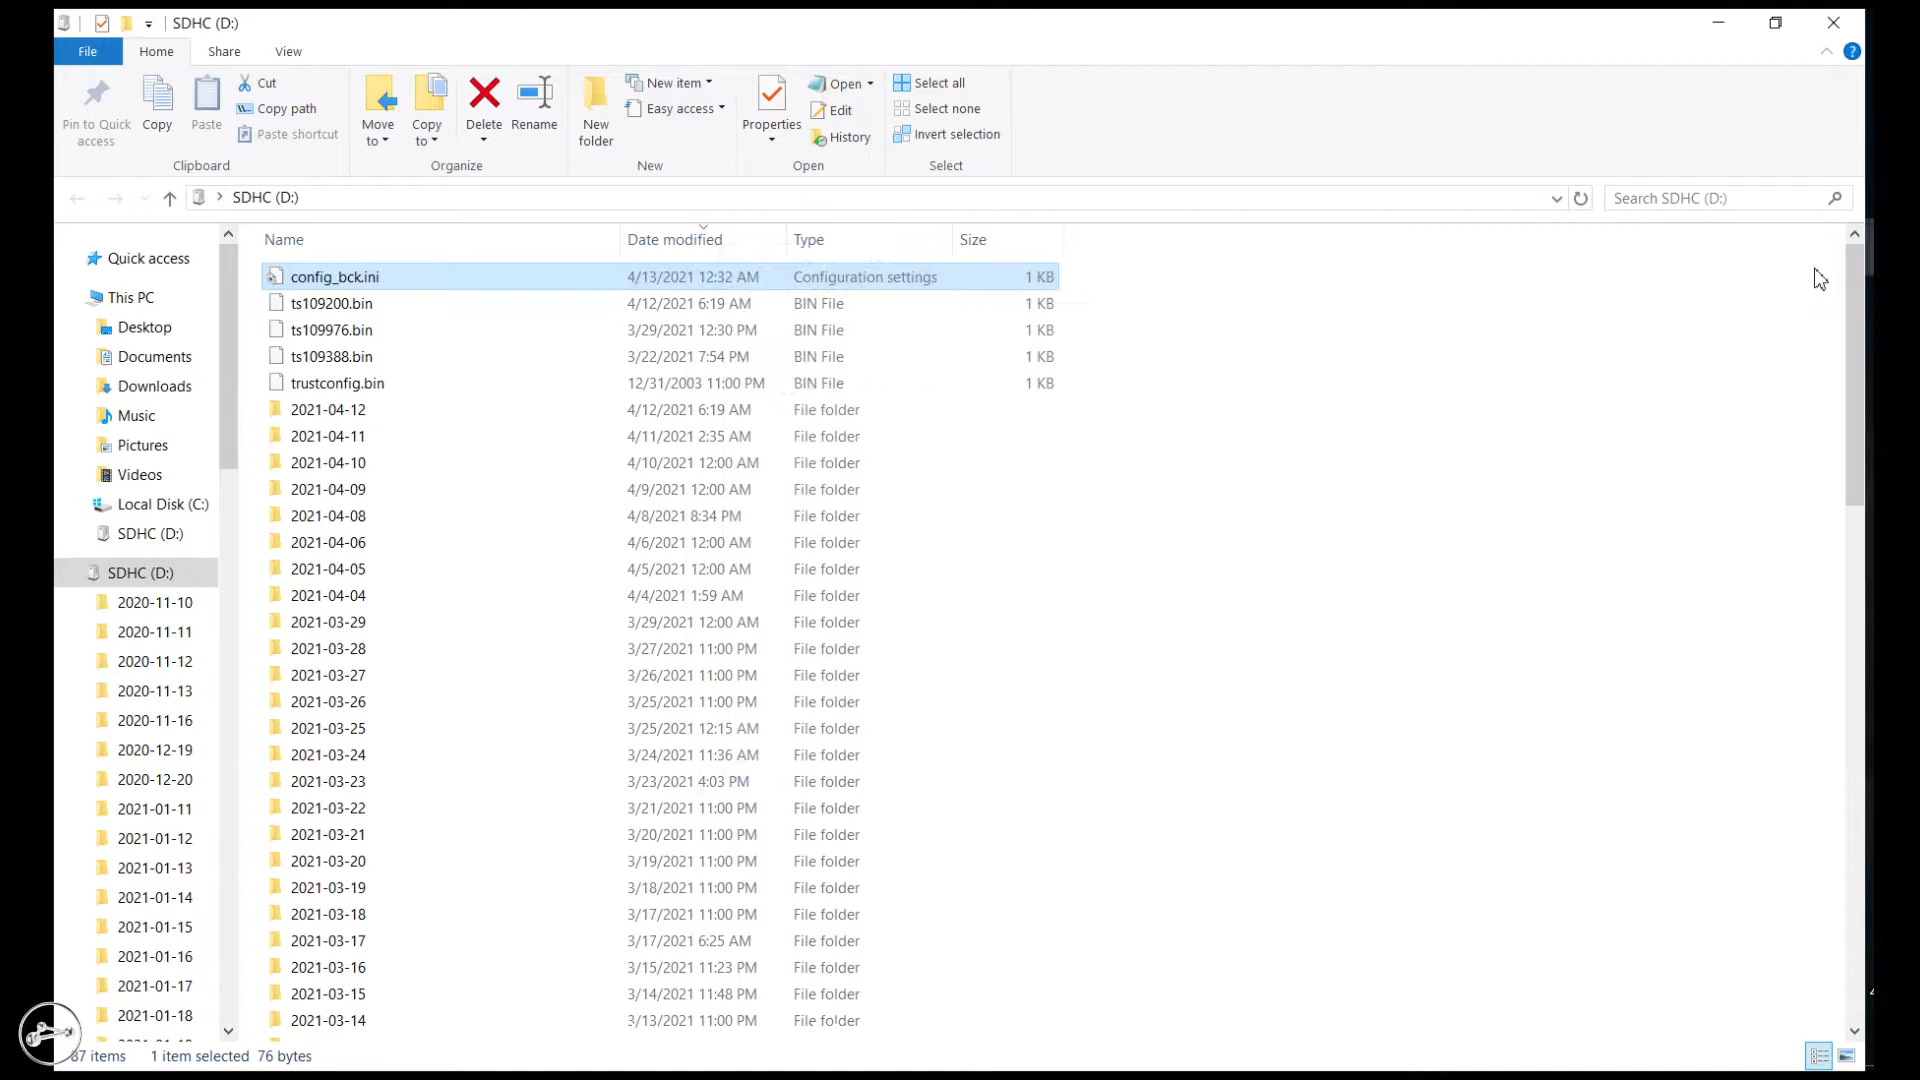 SDHC (D:)
File Home Share View
Pin to Quick access
Copy
Paste
Cut
Copy path
Paste shortcut
Clipboard
Move to
Copy to
Delete
Rename
Organize
New folder
New item
Easy access
New
Properties
Open
Edit
History
Open
Select all
Select none
Invert selection
Select
SDHC (D:)
Search SDHC (D:)
Quick access
This PC
Desktop
Documents
Downloads
Music
Pictures
Videos
Local Disk (C:)
SDHC (D:)
SDHC (D:)
2020-11-10
2020-11-11
2020-11-12
2020-11-13
2020-11-16
2020-12-19
2020-12-20
2021-01-11
2021-01-12
2021-01-13
2021-01-14
2021-01-15
2021-01-16
2021-01-17
2021-01-18
Name Date modified Type Size
config_bck.ini 4/13/2021 12:32 AM Configuration settings 1 KB
ts109200.bin 4/12/2021 6:19 AM BIN File 1 KB
ts109976.bin 3/29/2021 12:30 PM BIN File 1 KB
ts109388.bin 3/22/2021 7:54 PM BIN File 1 KB
trustconfig.bin 12/31/2003 11:00 PM BIN File 1 KB
2021-04-12 4/12/2021 6:19 AM File folder
2021-04-11 4/11/2021 2:35 AM File folder
2021-04-10 4/10/2021 12:00 AM File folder
2021-04-09 4/9/2021 12:00 AM File folder
2021-04-08 4/8/2021 8:34 PM File folder
2021-04-06 4/6/2021 12:00 AM File folder
2021-04-05 4/5/2021 12:00 AM File folder
2021-04-04 4/4/2021 1:59 AM File folder
2021-03-29 3/29/2021 12:00 AM File folder
2021-03-28 3/27/2021 11:00 PM File folder
2021-03-27 3/26/2021 11:00 PM File folder
2021-03-26 3/25/2021 11:00 PM File folder
2021-03-25 3/25/2021 12:15 AM File folder
2021-03-24 3/24/2021 11:36 AM File folder
2021-03-23 3/23/2021 4:03 PM File folder
2021-03-22 3/21/2021 11:00 PM File folder
2021-03-21 3/20/2021 11:00 PM File folder
2021-03-20 3/19/2021 11:00 PM File folder
2021-03-19 3/18/2021 11:00 PM File folder
2021-03-18 3/17/2021 11:00 PM File folder
2021-03-17 3/17/2021 6:25 AM File folder
2021-03-16 3/15/2021 11:23 PM File folder
2021-03-15 3/14/2021 11:48 PM File folder
2021-03-14 3/13/2021 11:00 PM File folder
87 items 1 item selected 76 bytes